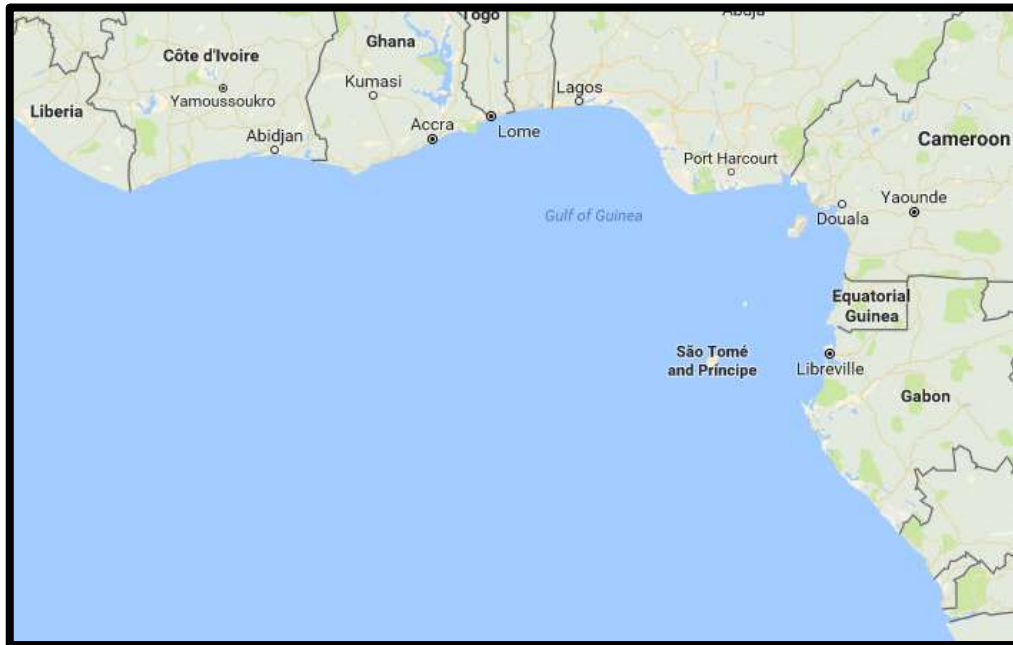 Togo
Abuja
Ghana
Côte d'Ivoire
Kumasi
Lagos
Yamoussoukro
Liberia
Accra
Lome
Abidjan
Cameroon
Port Harcourt
Yaounde
Gulf of Guinea
Douala
Equatorial
Guinea
São Tomé
and Príncipe
Libreville
Gabon